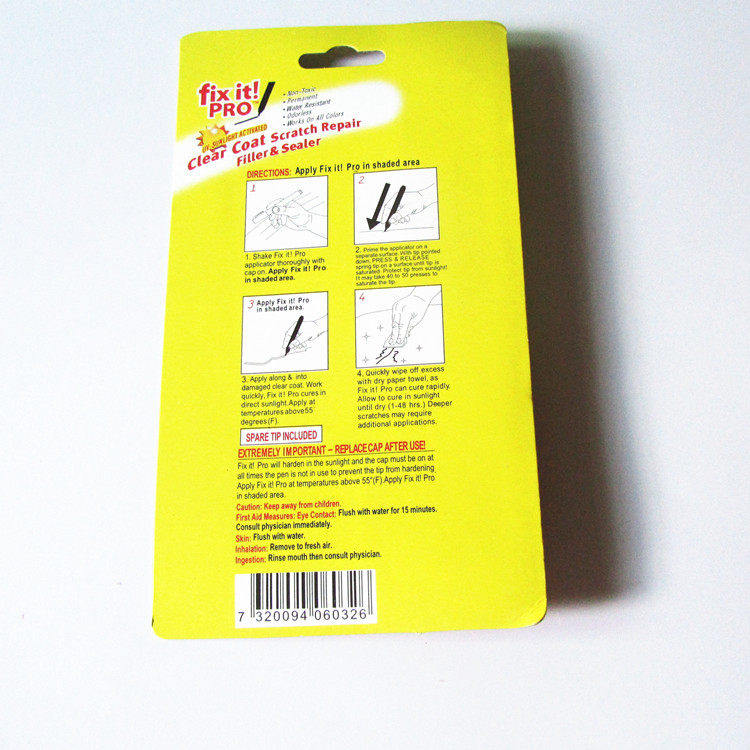 fix it!
PRO™
• Non-Toxic
• Permanent
• Water Resistant
• Odorless
• Works On All Colors
UV SUNLIGHT ACTIVATED
Clear Coat Scratch Repair
Filler & Sealer
DIRECTIONS: Apply Fix it! Pro in shaded area
1
1. Shake Fix it! Pro
applicator thoroughly with
cap on. Apply Fix it! Pro
in shaded area.
2
2. Prime the applicator on a
separate surface. With tip pointed
down, PRESS & RELEASE
spring tip on a surface until tip is
saturated. Protect tip from sunlight!
It may take 40 to 50 presses to
saturate the tip.
3 Apply Fix it! Pro
in shaded area.
3. Apply along & into
damaged clear coat. Work
quickly, Fix it! Pro cures in
direct sunlight.Apply at
temperatures above55°
degrees(F).
4
4. Quickly wipe off excess
with dry paper towel, as
Fix it! Pro can cure rapidly.
Allow to cure in sunlight
until dry (1-48 hrs.) Deeper
scratches may require
additional applications.
SPARE TIP INCLUDED
EXTREMELY IMPORTANT – REPLACE CAP AFTER USE!
Fix it! Pro will harden in the sunlight and the cap must be on at
all times the pen is not in use to prevent the tip from hardening
Apply Fix it! Pro at temperatures above 55°(F).Apply Fix it! Pro
in shaded area.
Caution: Keep away from children.
First Aid Measures: Eye Contact: Flush with water for 15 minutes.
Consult physician immediately.
Skin: Flush with water.
Inhalation: Remove to fresh air.
Ingestion: Rinse mouth then consult physician.
7 320094 060326